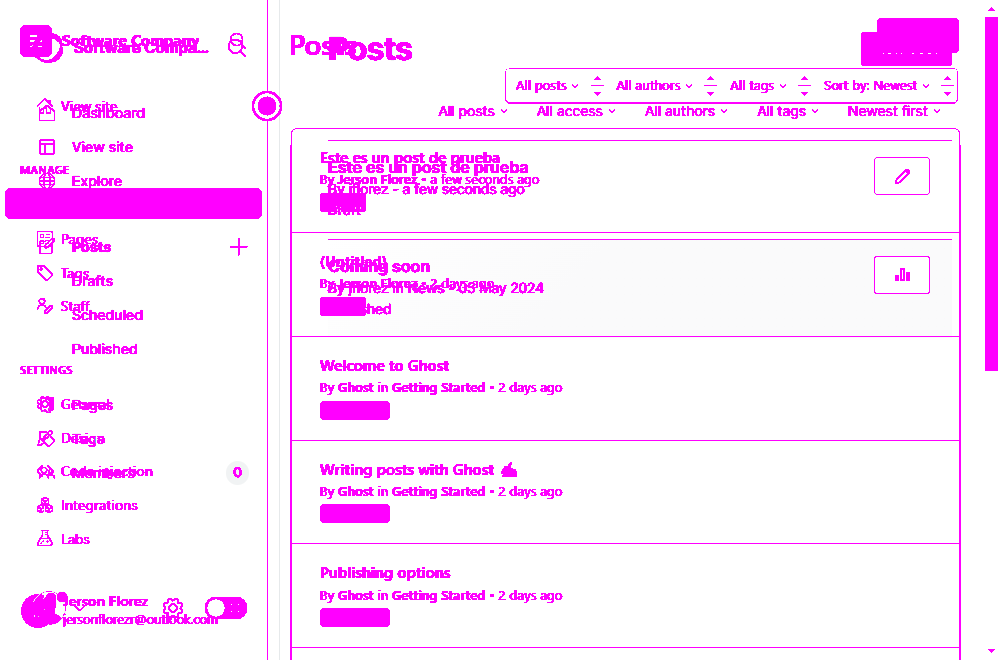 Software Company
Software Compa...
Posts
Posts
View site
Dashboard
View site
MANAGE
Explore
Pages
Posts
Tags
Drafts
Staff
Scheduled
Published
SETTINGS
General
Pages
Design
Tags
Code injection
Members
0
Integrations
Labs
Jerson Florez
jersonflorezr@outlook.com
All posts All authors All tags Sort by: Newest
All posts All access All authors All tags Newest first
Este es un post de prueba
By Jerson Florez • a few seconds ago
Este es un post de prueba
By jflorez - a few seconds ago
Draft
(Untitled)
By Jerson Florez • 2 days ago
Coming soon
By jflorez in News - 03 May 2024
Welcome to Ghost
By Ghost in Getting Started • 2 days ago
Writing posts with Ghost ✍
By Ghost in Getting Started • 2 days ago
Publishing options
By Ghost in Getting Started • 2 days ago